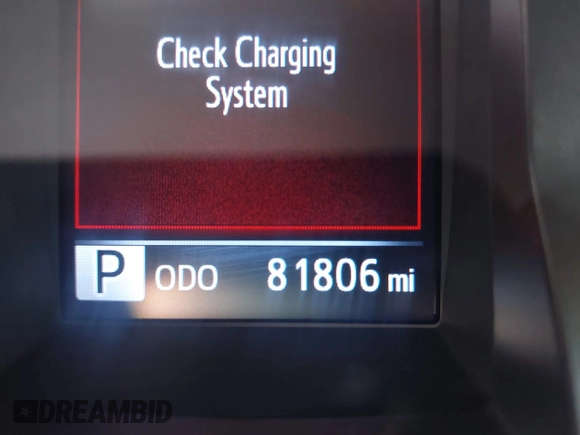 Check Charging
System
P ODO 81806 mi
DREAMBID